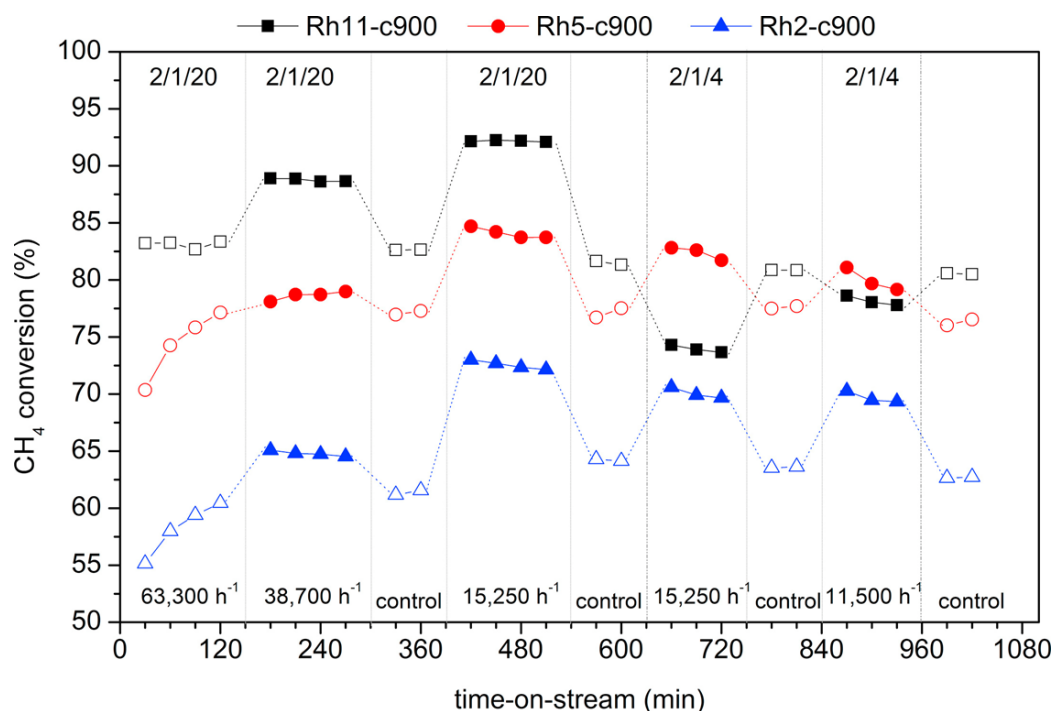 Rh11-c900 Rh5-c900 Rh2-c900
100
95
90
85
80
75
70
65
60
55
50
CH₄ conversion (%)
2/1/20 2/1/20 2/1/20 2/1/4 2/1/4
63,300 h⁻¹ 38,700 h⁻¹ control 15,250 h⁻¹ control 15,250 h⁻¹ control 11,500 h⁻¹ control
0 120 240 360 480 600 720 840 960 1080
time-on-stream (min)